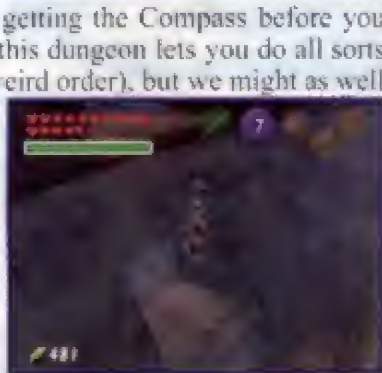 getting the Compass before you
this dungeon lets you do all sorts
eird order), but we might as well
7